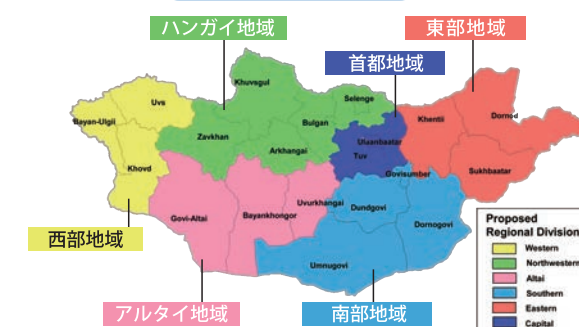 ハンガイ地域
東部地域
首都地域
Khuvsgul
Uvs
Selenge
Bayan-Ulgii
Bulgan
Khentii
Dornod
Zavkhan
Ulaanbaatar
Arkhangai
Tuv
Khovd
Govisumber
Sukhbaatar
Uvurkhangai
Dundgovi
Govi-Altai
Bayankhongor
Dornogovi
Umnugovi
西部地域
アルタイ地域
南部地域
Proposed
Regional Division
Western
Northwestern
Altai
Southern
Eastern
Capital